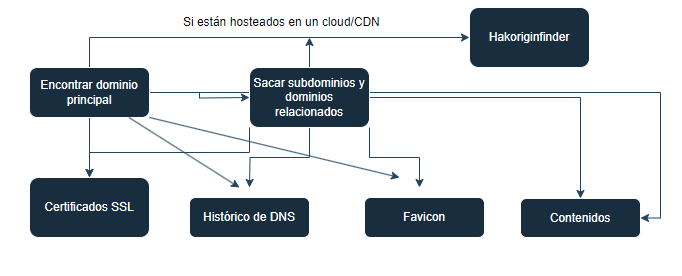 Si están hosteados en un cloud/CDN
Hakoriginfinder
Encontrar dominio
principal
Sacar subdominios y
dominios
relacionados
Certificados SSL
Histórico de DNS
Favicon
Contenidos